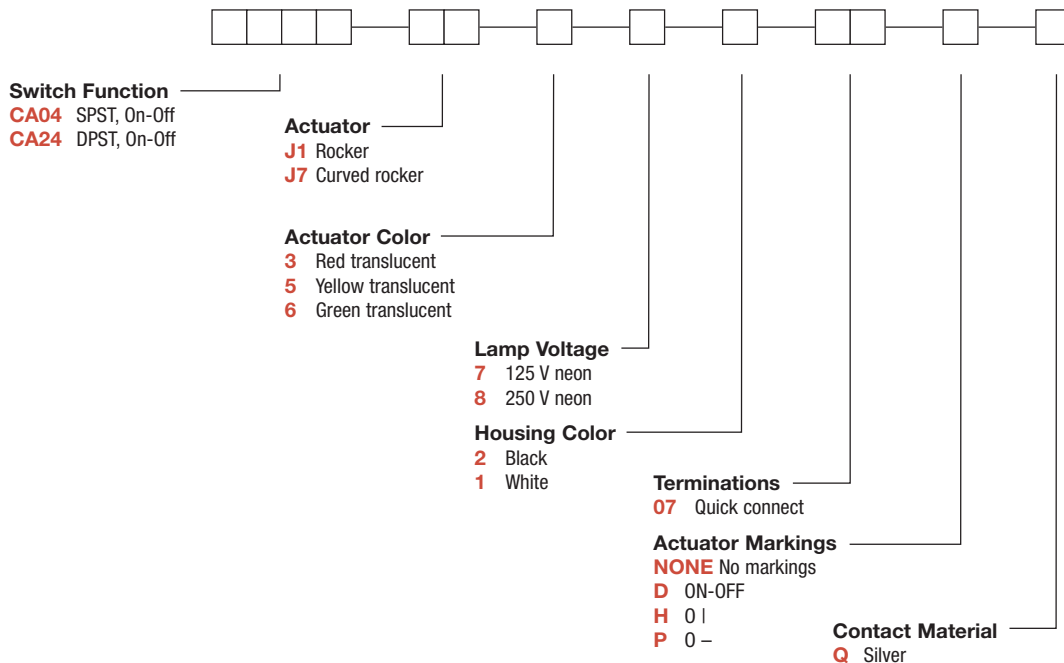 Switch Function
CA04 SPST, On-Off
CA24 DPST, On-Off
Actuator
J1 Rocker
J7 Curved rocker
Actuator Color
3 Red translucent
5 Yellow translucent
6 Green translucent
Lamp Voltage
7 125 V neon
8 250 V neon
Housing Color
2 Black
1 White
Terminations
07 Quick connect
Actuator Markings
NONE No markings
D ON-OFF
H O |
P O –
Contact Material
Q Silver